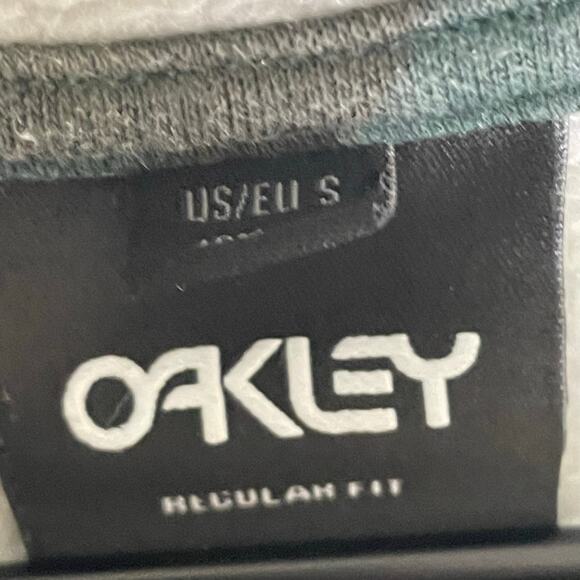 US/EU S
OAKLEY
REGULAR FIT